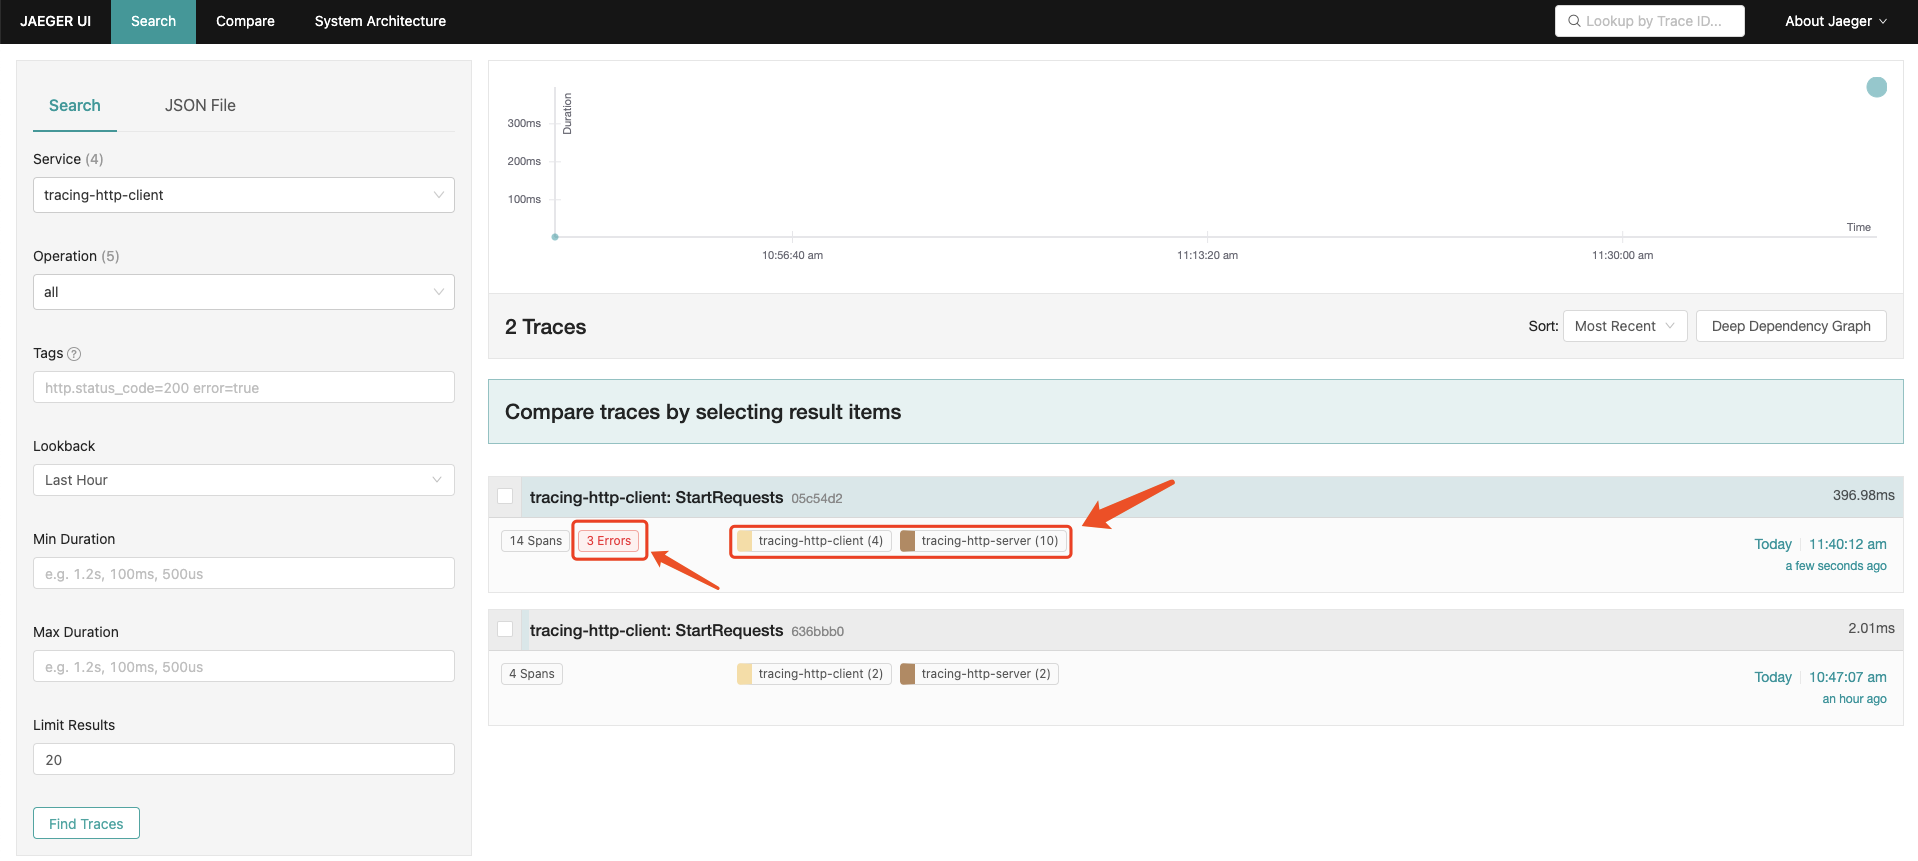 JAEGER UI
Search
Compare
System Architecture
Lookup by Trace ID...
About Jaeger
Search
JSON File
Service (4)
tracing-http-client
Operation (5)
all
Tags
http.status_code=200 error=true
Lookback
Last Hour
Min Duration
e.g. 1.2s, 100ms, 500us
Max Duration
e.g. 1.2s, 100ms, 500us
Limit Results
20
Find Traces
Duration
300ms
200ms
100ms
Time
10:56:40 am
11:13:20 am
11:30:00 am
2 Traces
Sort:
Most Recent
Deep Dependency Graph
Compare traces by selecting result items
tracing-http-client: StartRequests 05c54d2
396.98ms
14 Spans
3 Errors
tracing-http-client (4)
tracing-http-server (10)
Today
11:40:12 am
a few seconds ago
tracing-http-client: StartRequests 636bbb0
2.01ms
4 Spans
tracing-http-client (2)
tracing-http-server (2)
Today
10:47:07 am
an hour ago